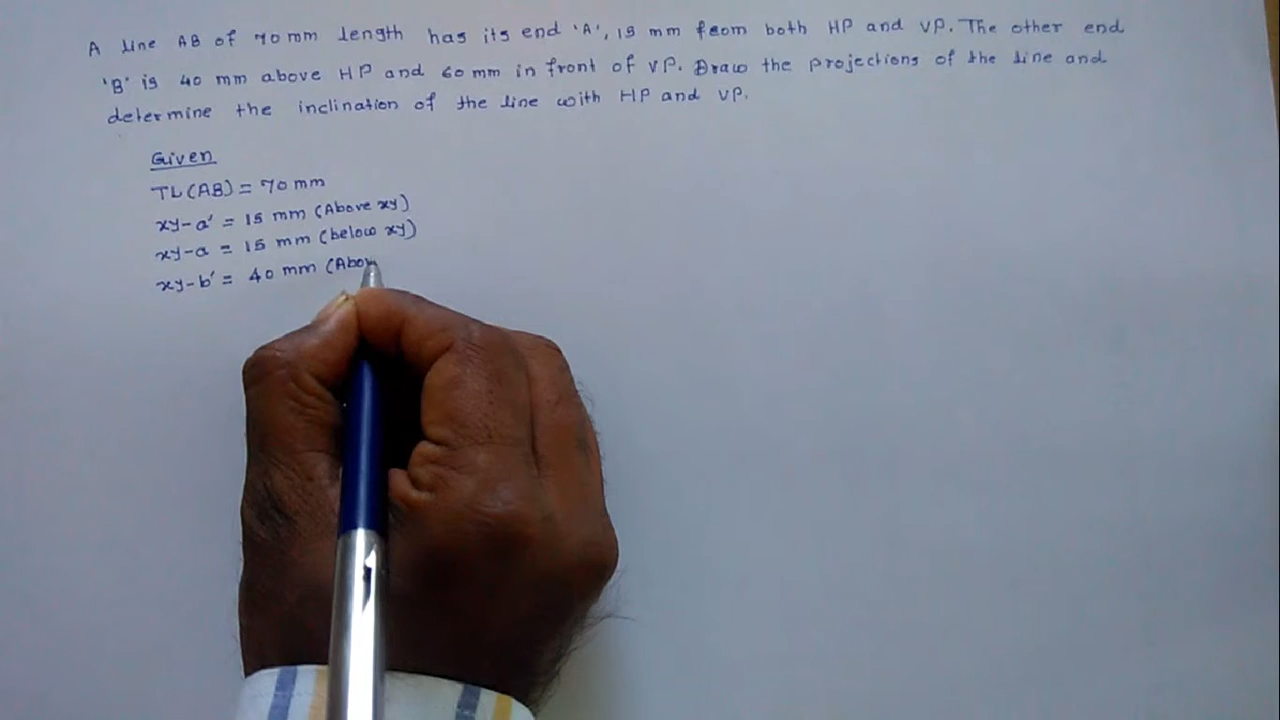 A line AB of 70 mm length has its end 'A', 15 mm from both HP and VP. The other end
'B' is 40 mm above HP and 60 mm in front of VP. Draw the projections of the line and
determine the inclination of the line with HP and VP.
Given
TL(AB) = 70 mm
xy-a' = 15 mm (Above xy)
xy-a = 15 mm (below xy)
xy-b' = 40 mm (Abov